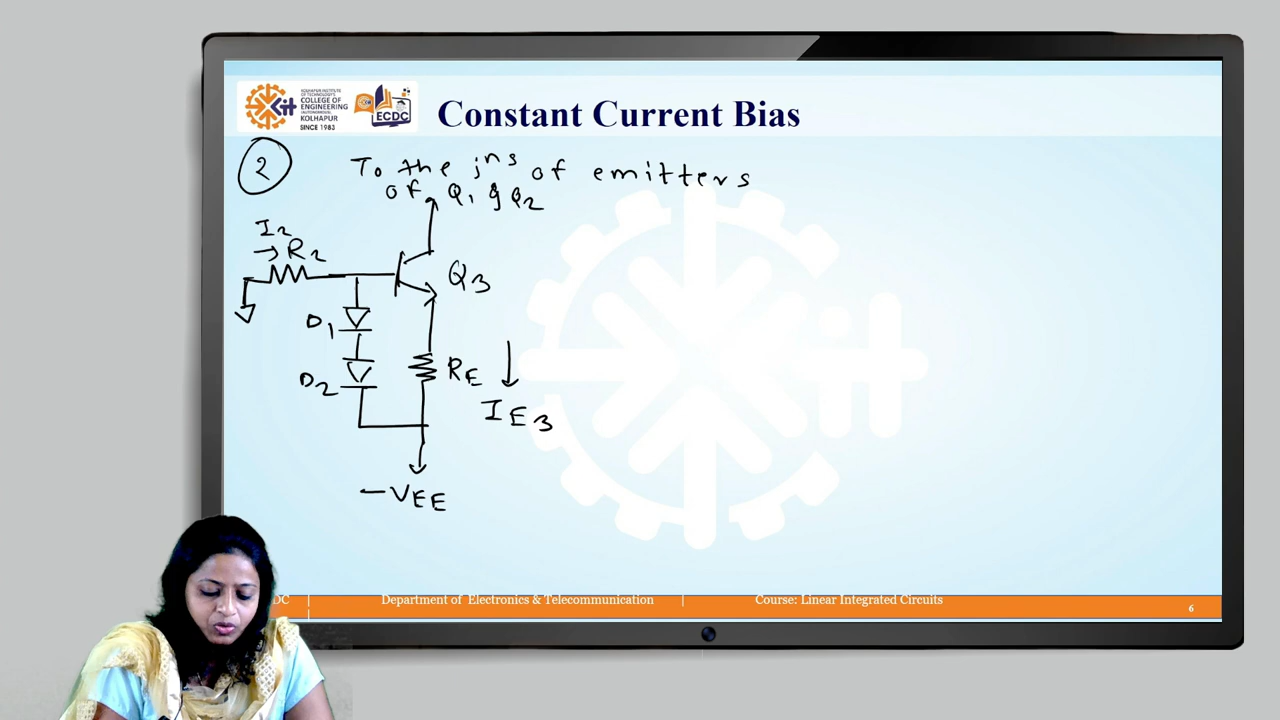 KOLHAPUR INSTITUTE
OF TECHNOLOGY'S
COLLEGE OF
ENGINEERING
(AUTONOMOUS)
KOLHAPUR
SINCE 1983
ECDC
Constant Current Bias
2
To the jns of emitters
of Q1 & Q2
I2
→ R2
Q3
D1
D2
RE
IE3
-VEE
DC | Department of Electronics & Telecommunication | Course: Linear Integrated Circuits
|
6